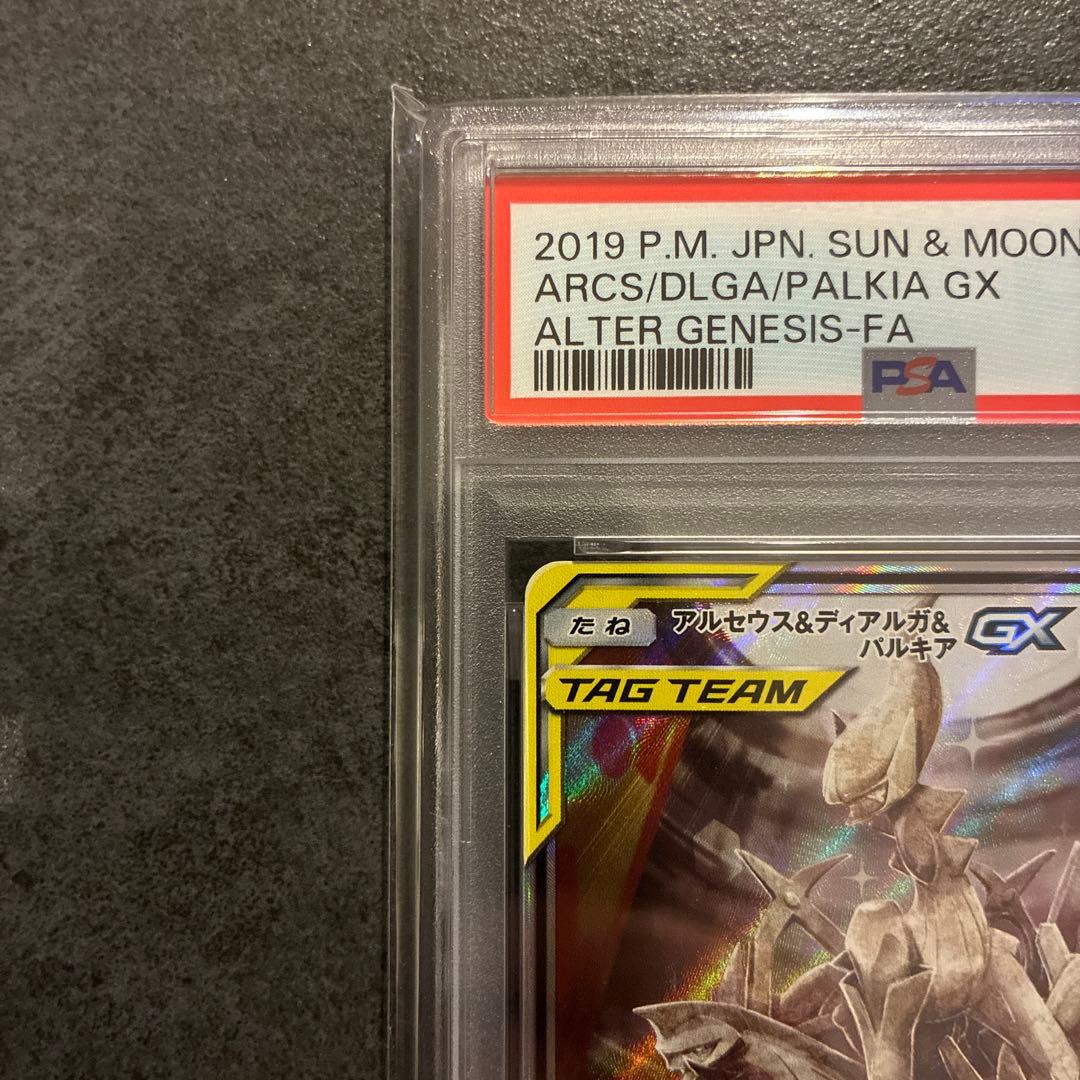 2019 P.M. JPN. SUN & MOON
ARCS/DLGA/PALKIA GX
ALTER GENESIS-FA
PSA
たね
アルセウス&ディアルガ&
パルキア GX
TAG TEAM